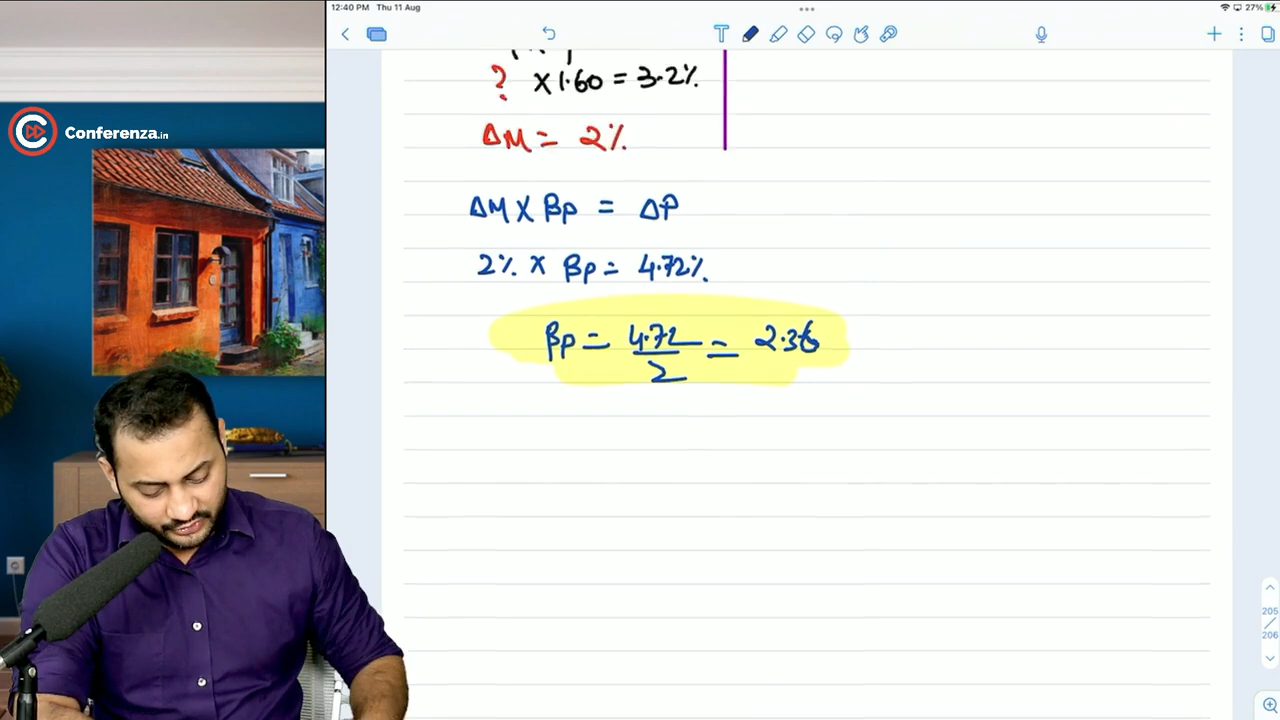 12:40 PM Thu 11 Aug
27%
Conferenza.in
? × 1.60 = 3.2%
ΔM = 2%
ΔM × βp = ΔP
2% × βp = 4.72%
βp = 4.72/2 = 2.36
205
206